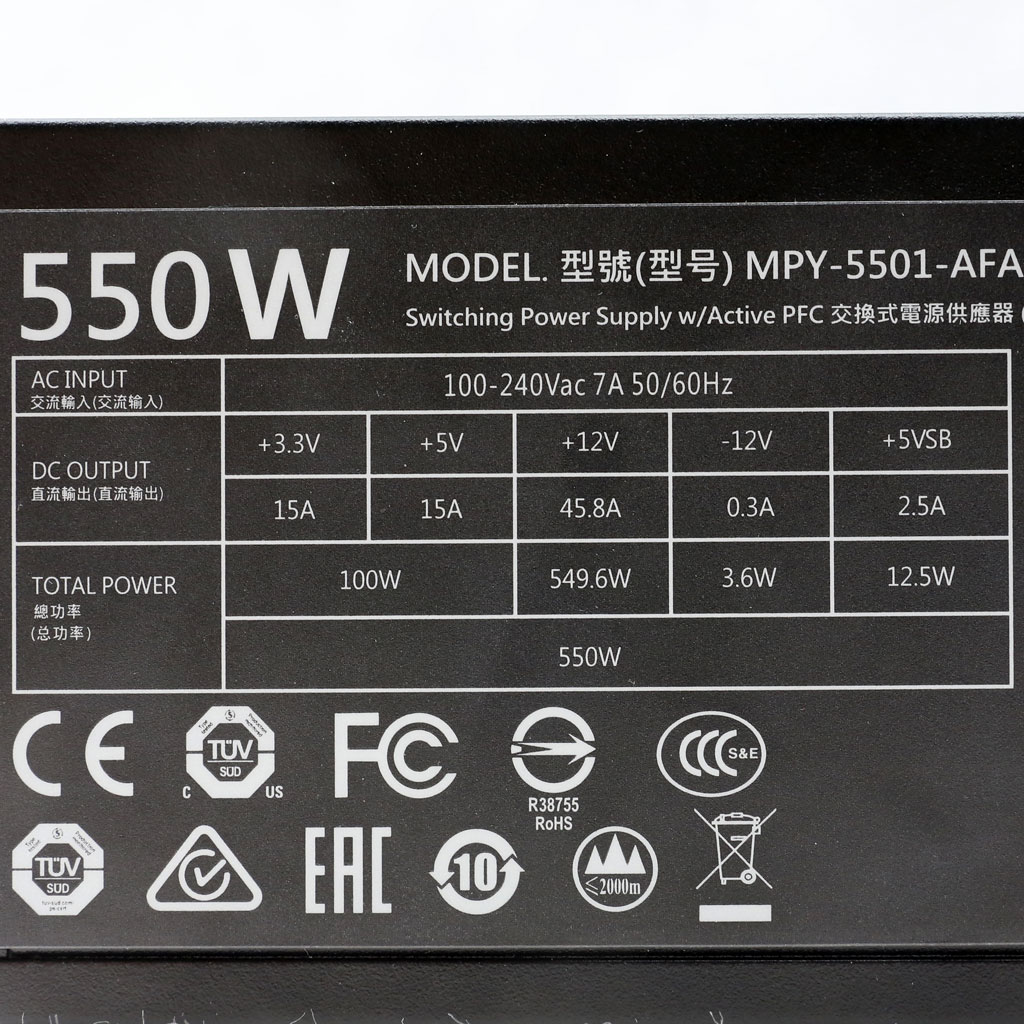 550W
MODEL. 型號(型号) MPY-5501-AFA
Switching Power Supply w/Active PFC 交換式電源供應器 (
AC INPUT 100-240Vac 7A 50/60Hz
交流輸入(交流输入)
+3.3V +5V +12V -12V +5VSB
DC OUTPUT
直流輸出(直流输出)
15A 15A 45.8A 0.3A 2.5A
TOTAL POWER 100W 549.6W 3.6W 12.5W
總功率
(总功率)
550W
CE
TÜV
SÜD
C US
FC
R38755
RoHS
CCC S&E
TÜV
SÜD
EAC
10
≤2000m